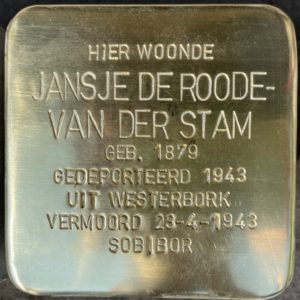 HIER WOONDE
JANSJE DE ROODE-
VAN DER STAM
GEB. 1879
GEDEPORTEERD 1943
UIT WESTERBORK
VERMOORD 23-4-1943
SOBIBOR